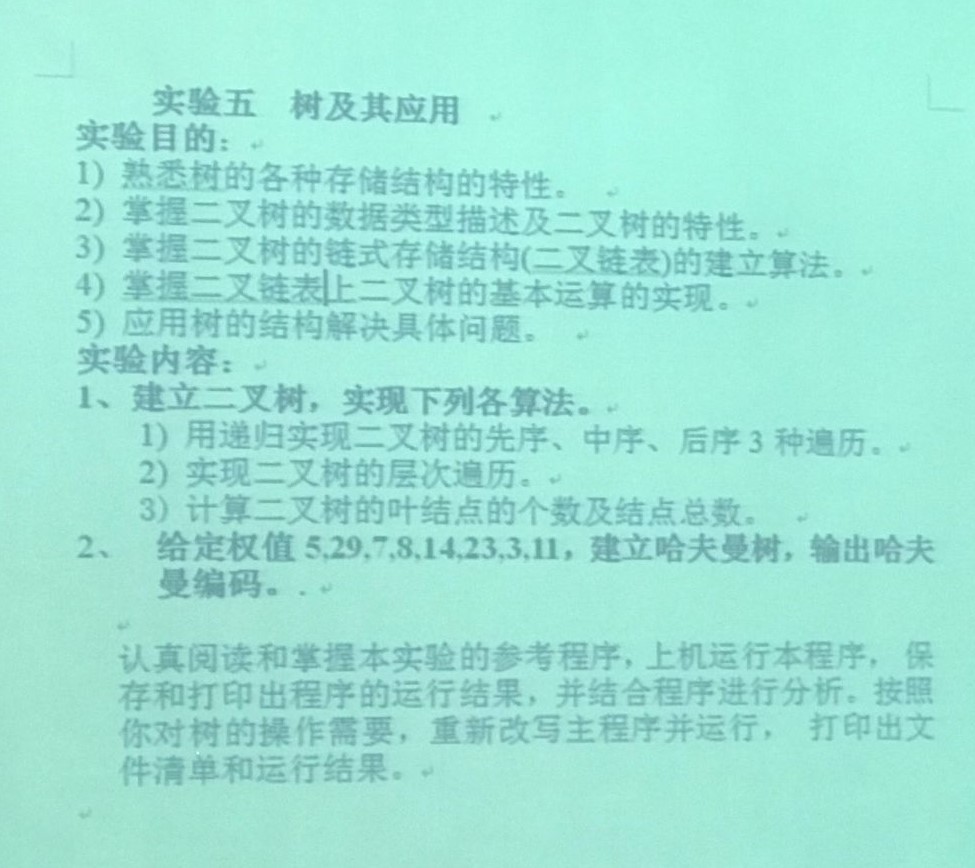 实验五 树及其应用
实验目的：
1) 熟悉树的各种存储结构的特性。
2) 掌握二叉树的数据类型描述及二叉树的特性。
3) 掌握二叉树的链式存储结构(二叉链表)的建立算法。
4) 掌握二叉链表上二叉树的基本运算的实现。
5) 应用树的结构解决具体问题。
实验内容：
1、建立二叉树，实现下列各算法。
1) 用递归实现二叉树的先序、中序、后序 3 种遍历。
2) 实现二叉树的层次遍历。
3) 计算二叉树的叶结点的个数及结点总数。
2、 给定权值 5,29,7,8,14,23,3,11，建立哈夫曼树，输出哈夫
曼编码。.
认真阅读和掌握本实验的参考程序，上机运行本程序， 保
存和打印出程序的运行结果，并结合程序进行分析。按照
你对树的操作需要，重新改写主程序并运行， 打印出文
件清单和运行结果。